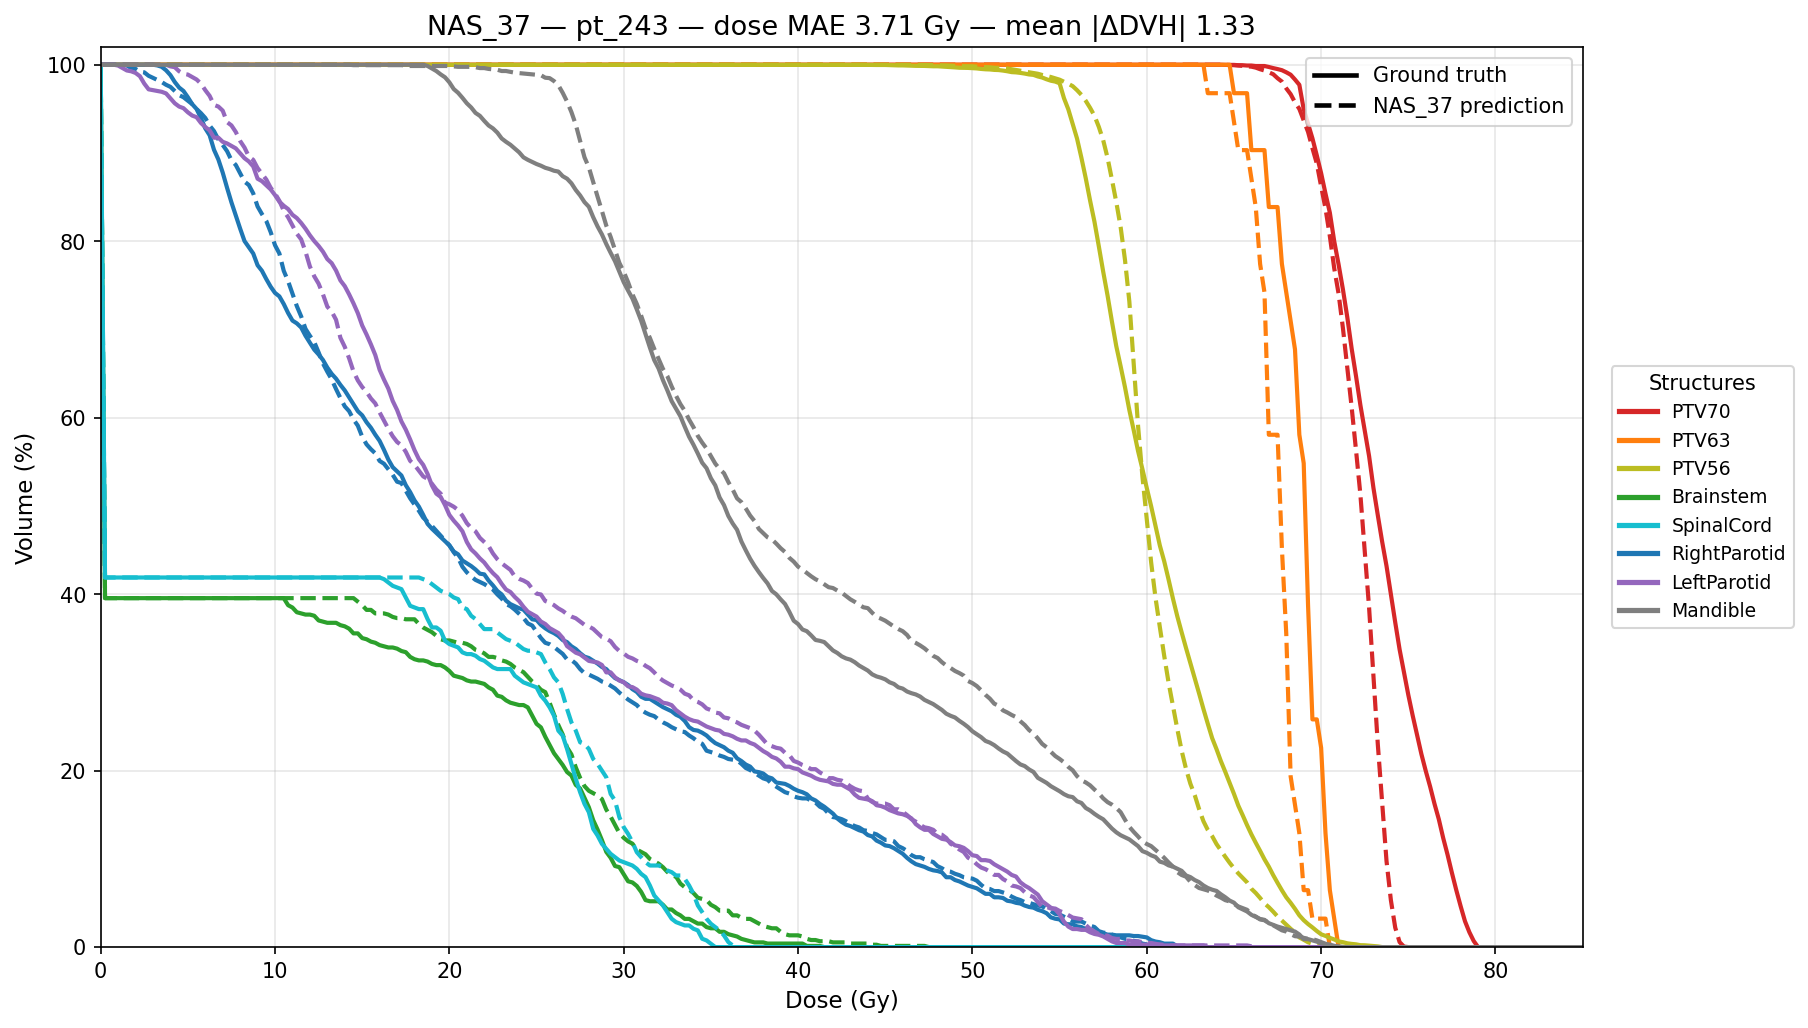 NAS_37 — pt_243 — dose MAE 3.71 Gy — mean |ΔDVH| 1.33
Ground truth
NAS_37 prediction
Volume (%)
100
80
60
40
20
0
0 10 20 30 40 50 60 70 80
Dose (Gy)
Structures
PTV70
PTV63
PTV56
Brainstem
SpinalCord
RightParotid
LeftParotid
Mandible